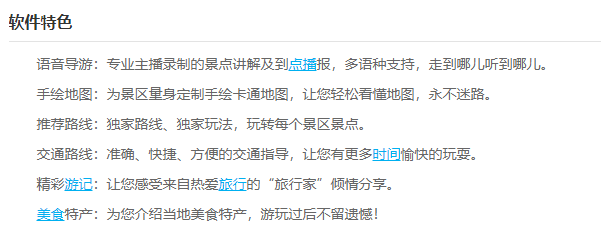 软件特色
语音导游：专业主播录制的景点讲解及到点播报，多语种支持，走到哪儿听到哪儿。
手绘地图：为景区量身定制手绘卡通地图，让您轻松看懂地图，永不迷路。
推荐路线：独家路线、独家玩法，玩转每个景区景点。
交通路线：准确、快捷、方便的交通指导，让您有更多时间愉快的玩耍。
精彩游记：让您感受来自热爱旅行的“旅行家”倾情分享。
美食特产：为您介绍当地美食特产，游玩过后不留遗憾！